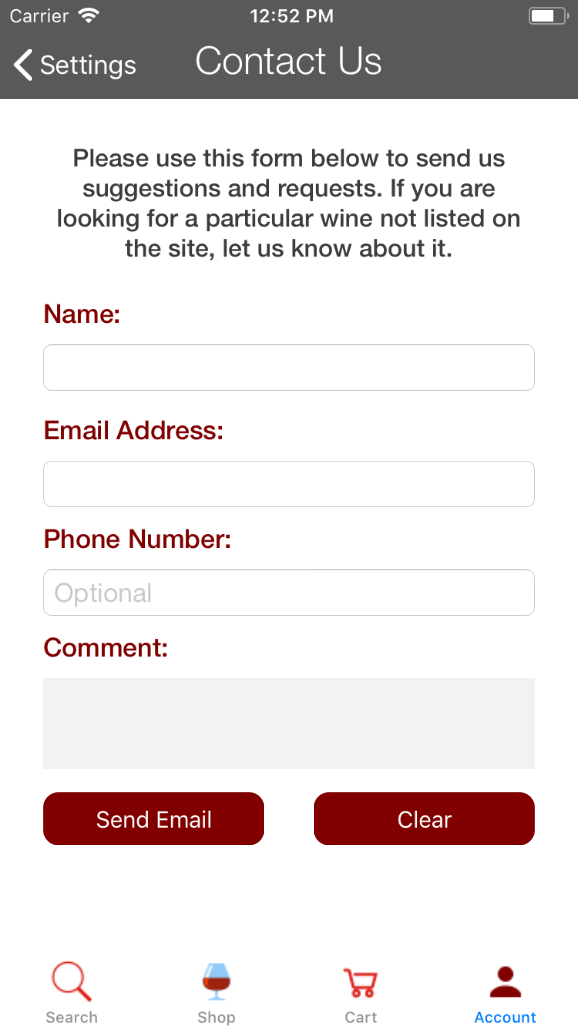 Carrier 12:52 PM
Settings Contact Us
Please use this form below to send us
suggestions and requests. If you are
looking for a particular wine not listed on
the site, let us know about it.
Name:
Email Address:
Phone Number:
Optional
Comment:
Send Email Clear
Search Shop Cart Account